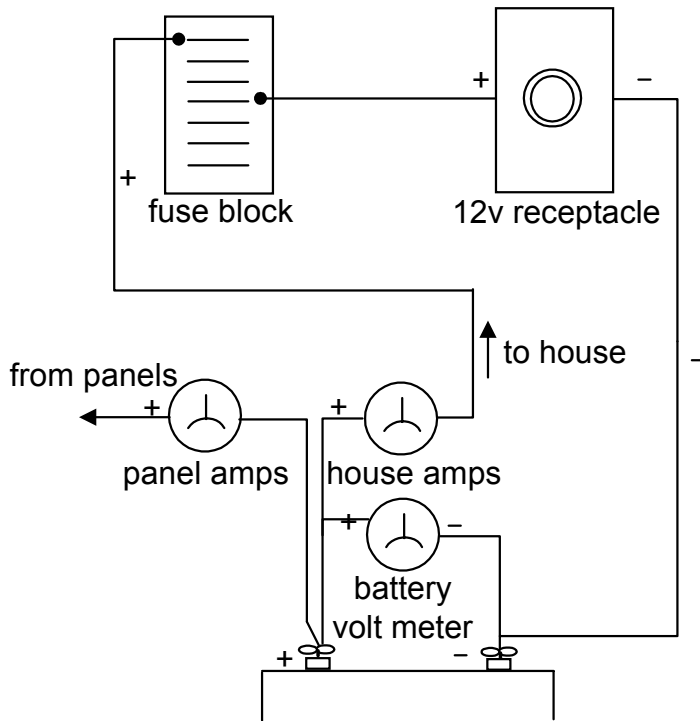 +
−
+
fuse block
12v receptacle
to house
−
from panels
+
+
panel amps
house amps
+
−
battery
volt meter
+
−